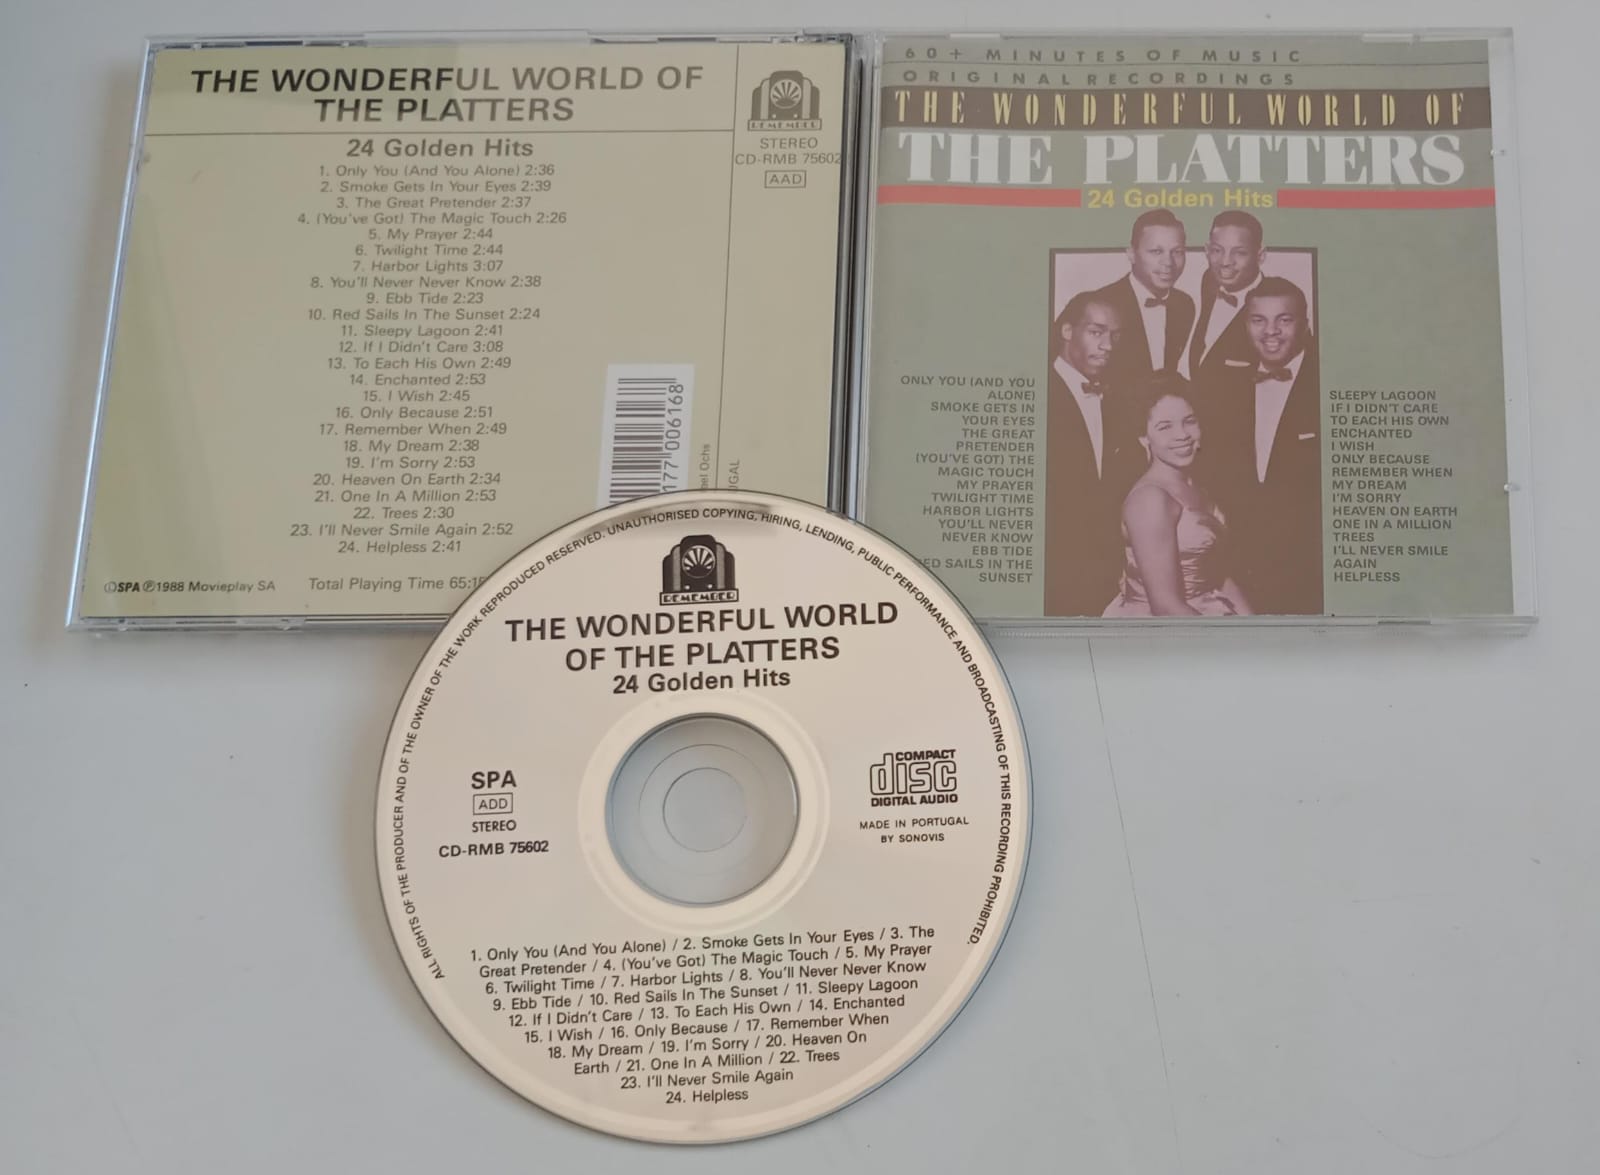 THE WONDERFUL WORLD OF
THE PLATTERS
24 Golden Hits
1. Only You (And You Alone) 2:36
2. Smoke Gets In Your Eyes 2:39
3. The Great Pretender 2:37
4. (You've Got) The Magic Touch 2:26
5. My Prayer 2:44
6. Twilight Time 2:44
7. Harbor Lights 3:07
8. You'll Never Never Know 2:38
9. Ebb Tide 2:23
10. Red Sails In The Sunset 2:24
11. Sleepy Lagoon 2:41
12. If I Didn't Care 3:08
13. To Each His Own 2:49
14. Enchanted 2:53
15. I Wish 2:45
16. Only Because 2:51
17. Remember When 2:49
18. My Dream 2:38
19. I'm Sorry 2:53
20. Heaven On Earth 2:34
21. One In A Million 2:53
22. Trees 2:30
23. I'll Never Smile Again 2:52
24. Helpless 2:41
SPA ℗1988 Movieplay SA
Total Playing Time
REMEMBER
STEREO
CD-RMB 75602
AAD
177 006168
Ochs
60+ MINUTES OF MUSIC
ORIGINAL RECORDINGS
THE WONDERFUL WORLD OF
THE PLATTERS
24 Golden Hits
ONLY YOU (AND YOU
ALONE)
SMOKE GETS IN
YOUR EYES
THE GREAT
PRETENDER
(YOU'VE GOT) THE
MAGIC TOUCH
MY PRAYER
TWILIGHT TIME
HARBOR LIGHTS
YOU'LL NEVER
NEVER KNOW
EBB TIDE
RED SAILS IN THE
SUNSET
SLEEPY LAGOON
IF I DIDN'T CARE
TO EACH HIS OWN
ENCHANTED
I WISH
ONLY BECAUSE
REMEMBER WHEN
MY DREAM
I'M SORRY
HEAVEN ON EARTH
ONE IN A MILLION
TREES
I'LL NEVER SMILE
AGAIN
HELPLESS
ALL RIGHTS OF THE PRODUCER AND OF THE OWNER OF THE WORK REPRODUCED RESERVED. UNAUTHORISED COPYING, HIRING, LENDING, PUBLIC PERFORMANCE AND BROADCASTING OF THIS RECORDING PROHIBITED.
REMEMBER
THE WONDERFUL WORLD
OF THE PLATTERS
24 Golden Hits
SPA
ADD
STEREO
CD-RMB 75602
COMPACT
disc
DIGITAL AUDIO
MADE IN PORTUGAL
BY SONOVIS
1. Only You (And You Alone) / 2. Smoke Gets In Your Eyes / 3. The
Great Pretender / 4. (You've Got) The Magic Touch / 5. My Prayer
6. Twilight Time / 7. Harbor Lights / 8. You'll Never Never Know
9. Ebb Tide / 10. Red Sails In The Sunset / 11. Sleepy Lagoon
12. If I Didn't Care / 13. To Each His Own / 14. Enchanted
15. I Wish / 16. Only Because / 17. Remember When
18. My Dream / 19. I'm Sorry / 20. Heaven On
Earth / 21. One In A Million / 22. Trees
23. I'll Never Smile Again
24. Helpless